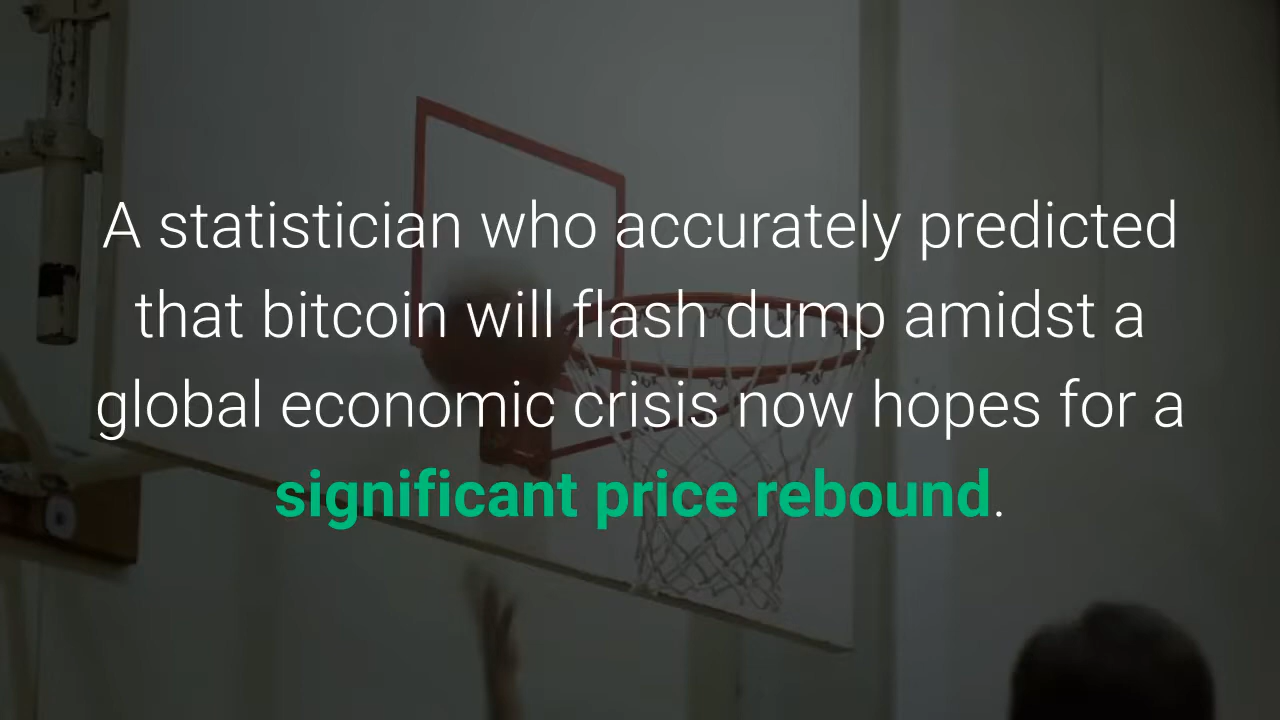 A statistician who accurately predicted
that bitcoin will flash dump amidst a
global economic crisis now hopes for a
significant price rebound.